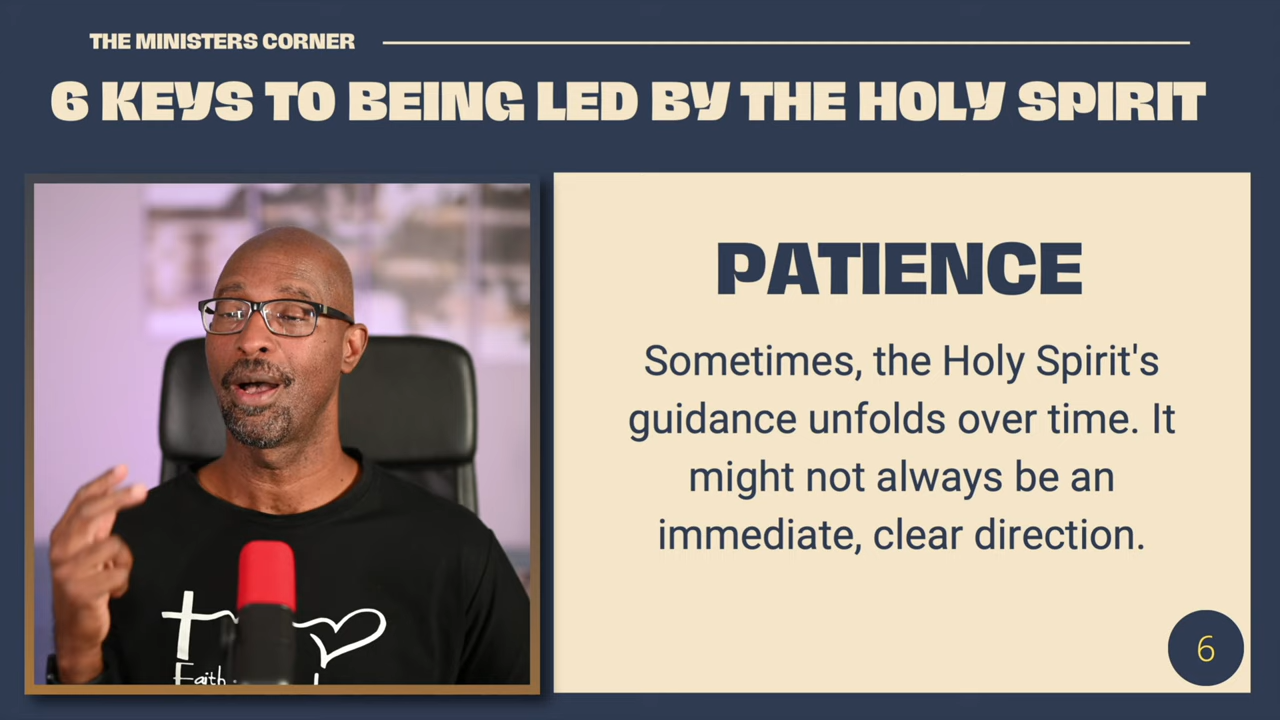 THE MINISTERS CORNER
6 KEYS TO BEING LED BY THE HOLY SPIRIT
PATIENCE
Sometimes, the Holy Spirit's
guidance unfolds over time. It
might not always be an
immediate, clear direction.
6
Faith